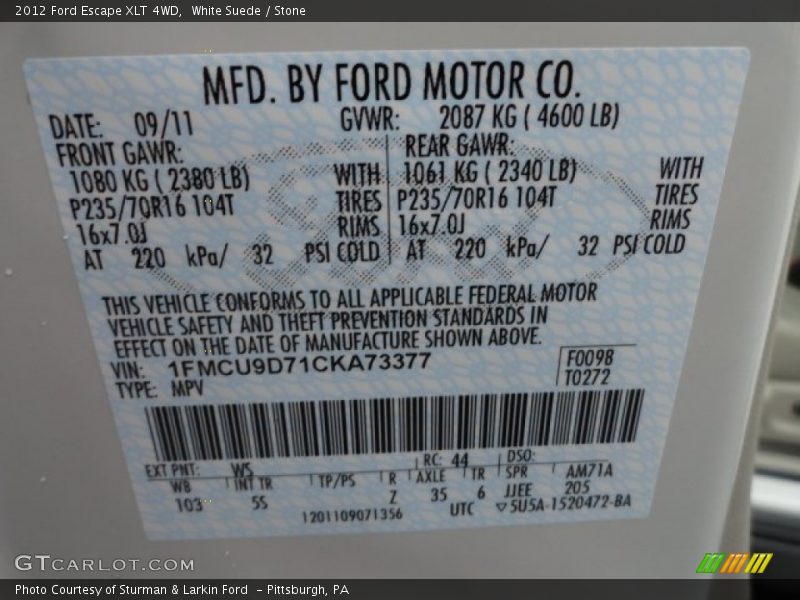 2012 Ford Escape XLT 4WD,  White Suede / Stone
MFD. BY FORD MOTOR CO.
DATE: 09/11 GVWR: 2087 KG ( 4600 LB)
FRONT GAWR: REAR GAWR:
1080 KG ( 2380 LB) WITH 1061 KG ( 2340 LB) WITH
P235/70R16 104T TIRES P235/70R16 104T TIRES
16x7.0J RIMS 16x7.0J RIMS
AT 220 kPa/ 32 PSI COLD AT 220 kPa/ 32 PSI COLD
THIS VEHICLE CONFORMS TO ALL APPLICABLE FEDERAL MOTOR
VEHICLE SAFETY AND THEFT PREVENTION STANDARDS IN
EFFECT ON THE DATE OF MANUFACTURE SHOWN ABOVE.
VIN: 1FMCU9D71CKA73377 F0098
TYPE: MPV T0272
EXT PNT: WS RC: 44 DSO:
WB INT TR TP/PS R AXLE TR SPR AM71A
103 5S Z 35 6 JJEE 205
1201109071356 UTC ▽5U5A-1520472-BA
GTCARLOT.COM
Photo Courtesy of Sturman & Larkin Ford  - Pittsburgh, PA